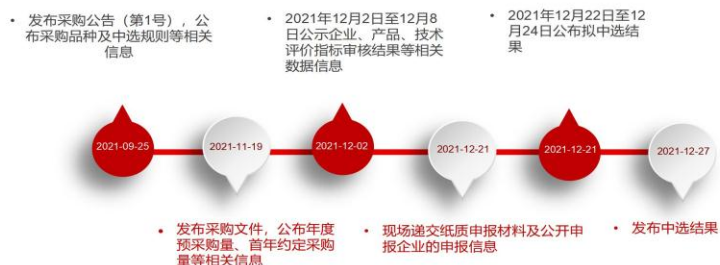 • 发布采购公告（第1号），公
布采购品种及中选规则等相关
信息
• 2021年12月2日至12月8
日公示企业、产品、技术
评价指标审核结果等相关
数据信息
• 2021年12月22日至12
月24日公布拟中选结
果
2021-09-25
2021-11-19
2021-12-02
2021-12-21
2021-12-21
2021-12-27
• 发布采购文件，公布年度
预采购量、首年约定采购
量等相关信息
• 现场递交纸质申报材料及公开申
报企业的申报信息
• 发布中选结果